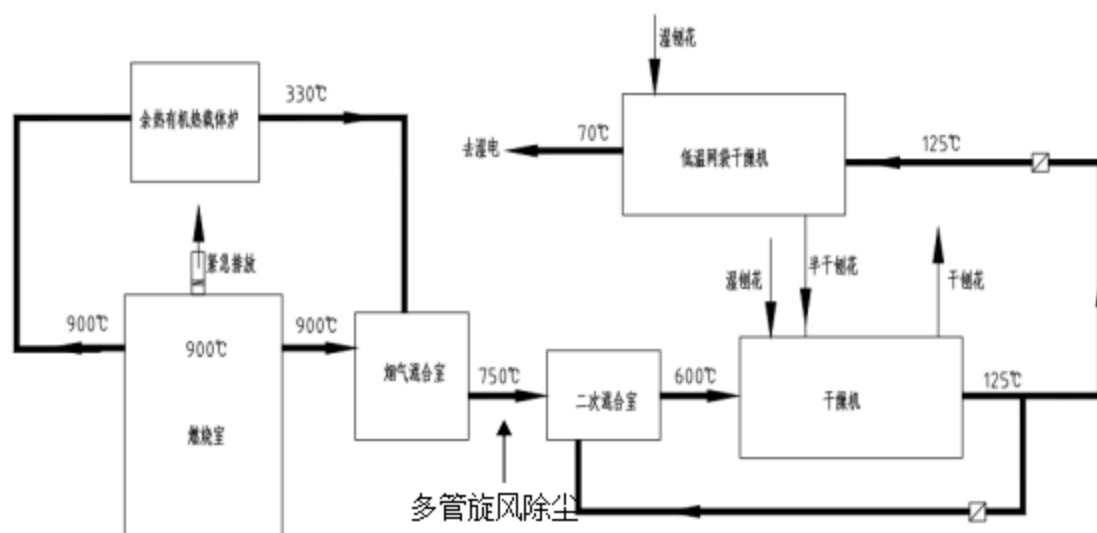 湿刨花
余热有机热载体炉
330℃
去湿电
70℃
低温网袋干燥机
125℃
紧急排放
湿刨花
半干刨花
干刨花
900℃
900℃
900℃
烟气混合室
750℃
二次混合室
600℃
干燥机
125℃
燃烧室
多管旋风除尘